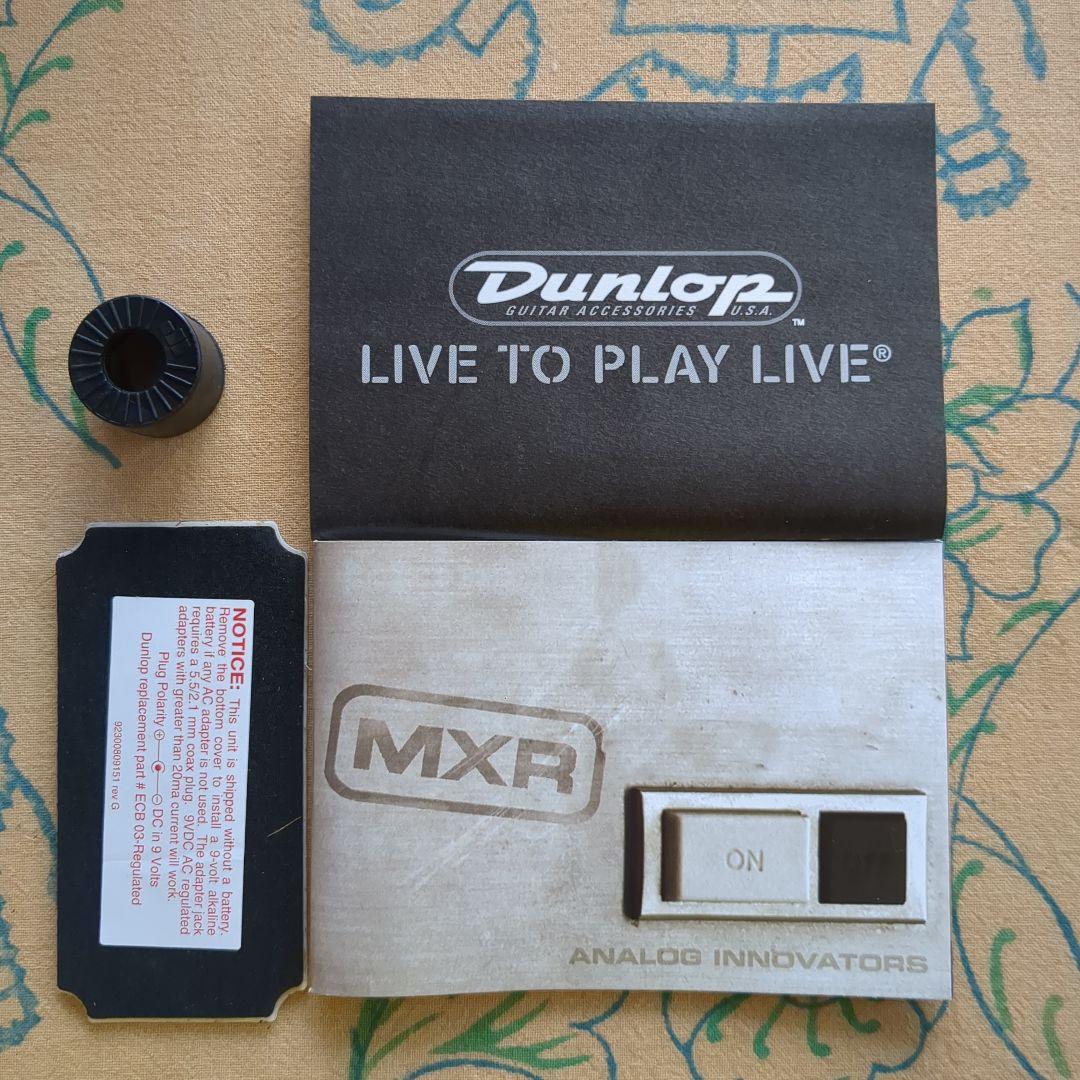 Dunlop
GUITAR ACCESSORIES U.S.A.
™
LIVE TO PLAY LIVE®
MXR
ON
ANALOG INNOVATORS
NOTICE: This unit is shipped without a battery.
Remove the bottom cover to install a 9-volt alkaline
battery if any AC adapter is not used. The adapter jack
requires a 5.5/2.1 mm coax plug. 9VDC AC regulated
adapters with greater than 20ma current will work.
Plug Polarity + - DC in 9 Volts
Dunlop replacement part # ECB 03-Regulated
92300809151 rev G